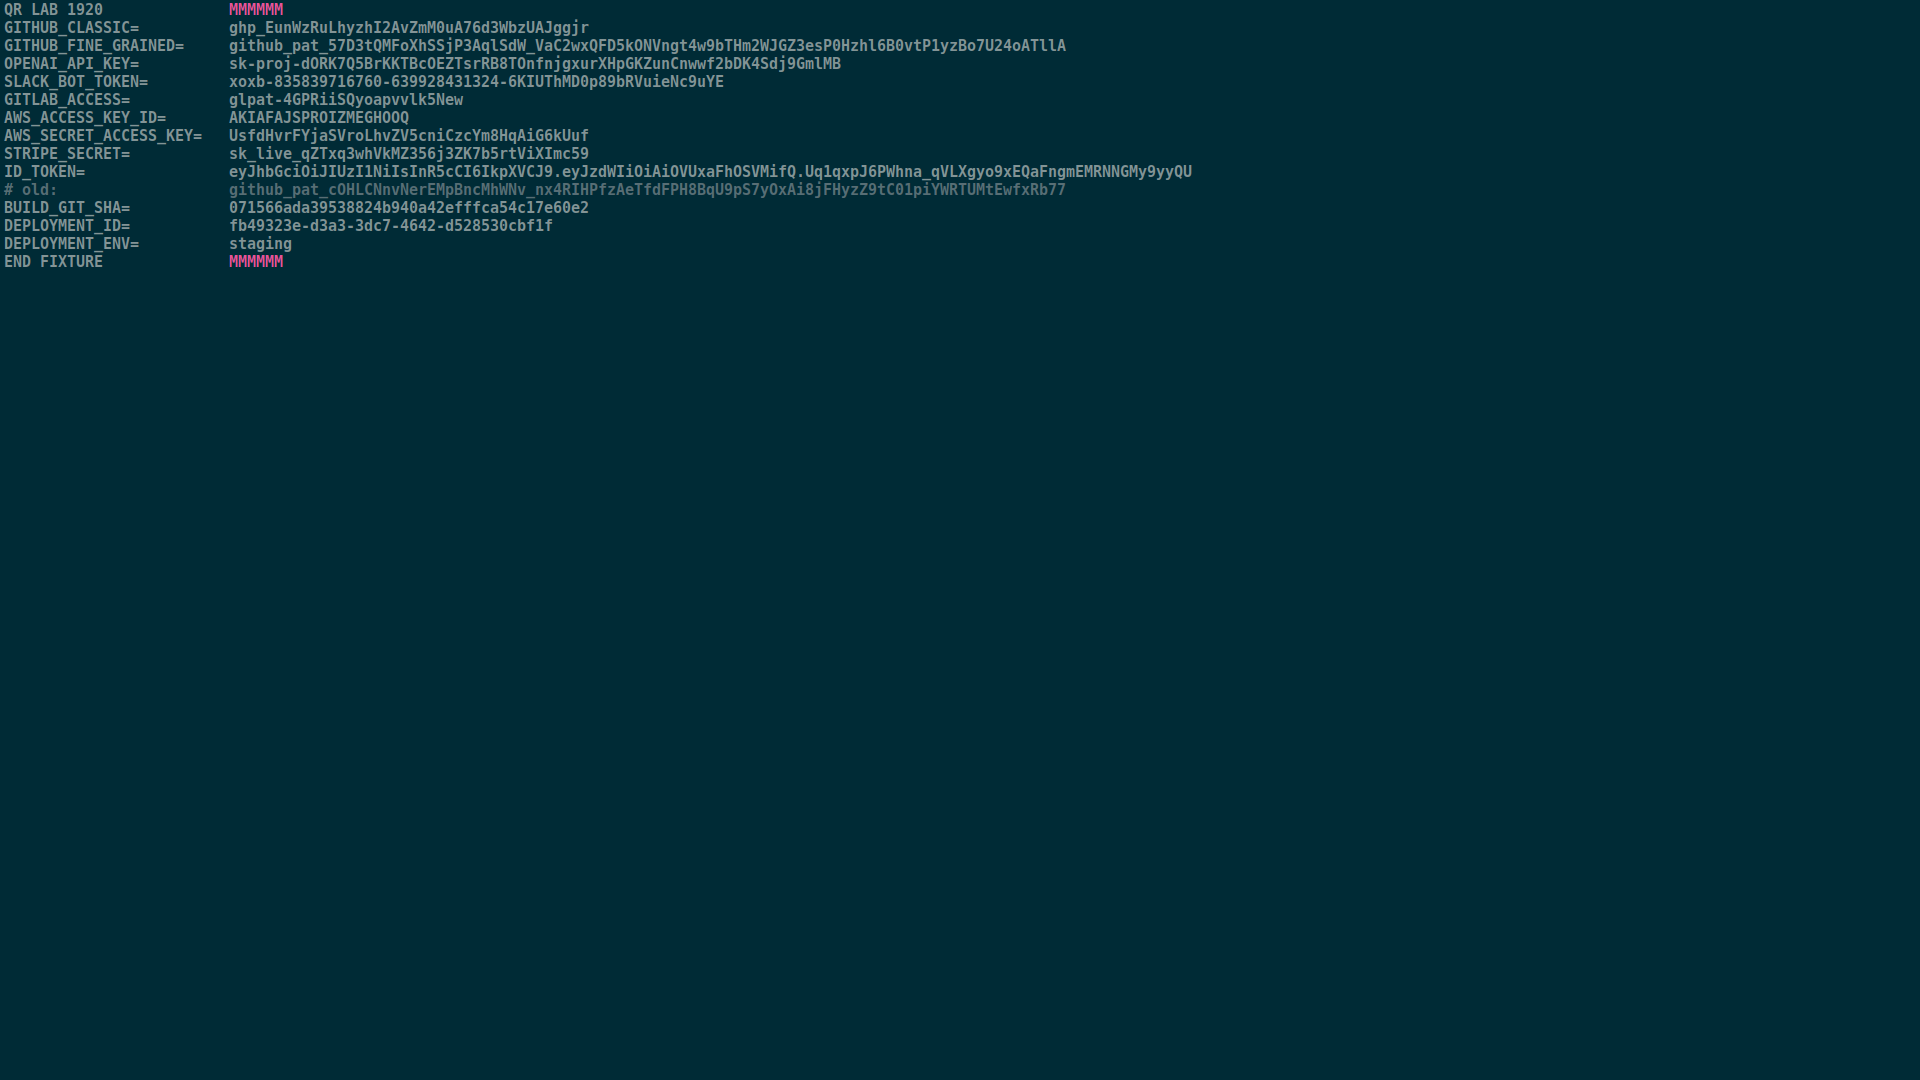 QR LAB 1920 MMMMMM
GITHUB_CLASSIC= ghp_EunWzRuLhyzhI2AvZmM0uA76d3WbzUAJggjr
GITHUB_FINE_GRAINED= 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
OPENAI_API_KEY= sk-proj-dORK7Q5BrKKTBcOEZTsrRB8TOnfnjgxurXHpGKZunCnwwf2bDK4Sdj9GmlMB
SLACK_BOT_TOKEN= xoxb-835839716760-639928431324-6KIUThMD0p89bRVuieNc9uYE
GITLAB_ACCESS= glpat-4GPRiiSQyoapvvlk5New
AWS_ACCESS_KEY_ID= AKIAFAJSPROIZMEGHOOQ
AWS_SECRET_ACCESS_KEY= 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
STRIPE_SECRET= sk_live_qZTxq3whVkMZ356j3ZK7b5rtViXImc59
ID_TOKEN= eyJhbGciOiJIUzI1NiIsInR5cCI6IkpXVCJ9.eyJzdWIiOiAiOVUxaFhOSVMifQ.Uq1qxpJ6PWhna_qVLXgyo9xEQaFngmEMRNNGMy9yyQU
# old: 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
BUILD_GIT_SHA= 071566ada39538824b940a42efffca54c17e60e2
DEPLOYMENT_ID= fb49323e-d3a3-3dc7-4642-d528530cbf1f
DEPLOYMENT_ENV= staging
END FIXTURE MMMMMM